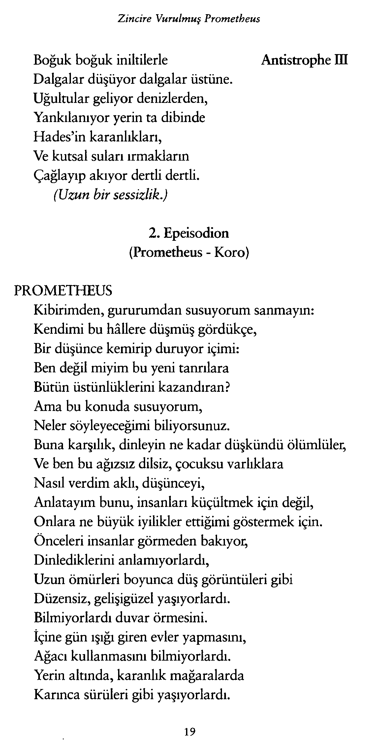 Zincire Vurulmuş Prometheus
Boğuk boğuk iniltilerle Antistrophe III
Dalgalar düşüyor dalgalar üstüne.
Uğultular geliyor denizlerden,
Yankılanıyor yerin ta dibinde
Hades'in karanlıkları,
Ve kutsal suları ırmakların
Çağlayıp akıyor dertli dertli.
(Uzun bir sessizlik.)
2. Epeisodion
(Prometheus - Koro)
PROMETHEUS
Kibirimden, gururumdan susuyorum sanmayın:
Kendimi bu hâllere düşmüş gördükçe,
Bir düşünce kemirip duruyor içimi:
Ben değil miyim bu yeni tanrılara
Bütün üstünlüklerini kazandıran?
Ama bu konuda susuyorum,
Neler söyleyeceğimi biliyorsunuz.
Buna karşılık, dinleyin ne kadar düşkündü ölümlüler,
Ve ben bu ağızsız dilsiz, çocuksu varlıklara
Nasıl verdim aklı, düşünceyi,
Anlatayım bunu, insanları küçültmek için değil,
Onlara ne büyük iyilikler ettiğimi göstermek için.
Önceleri insanlar görmeden bakıyor,
Dinlediklerini anlamıyorlardı,
Uzun ömürleri boyunca düş görüntüleri gibi
Düzensiz, gelişigüzel yaşıyorlardı.
Bilmiyorlardı duvar örmesini.
İçine gün ışığı giren evler yapmasını,
Ağacı kullanmasını bilmiyorlardı.
Yerin altında, karanlık mağaralarda
Karınca sürüleri gibi yaşıyorlardı.
19